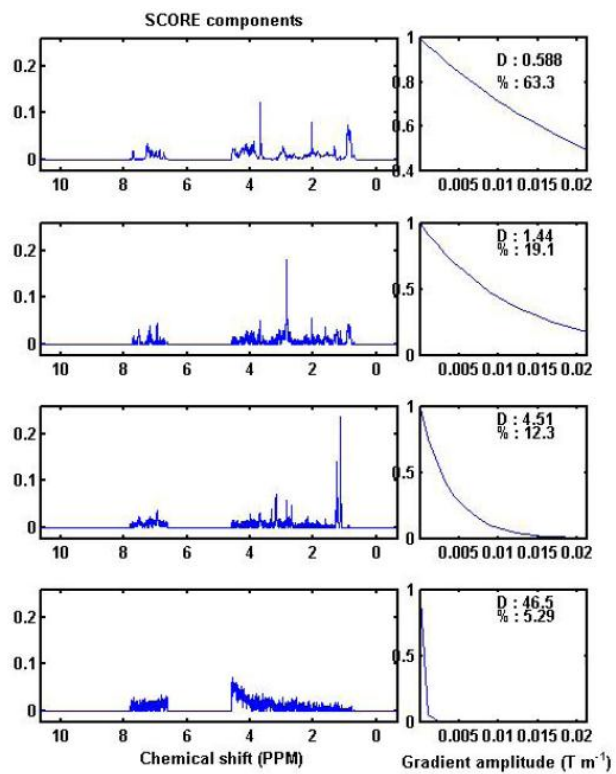 SCORE components
0.2
0.1
0
10 8 6 4 2 0
1
0.8
0.6
0.4
D : 0.588
% : 63.3
0.005 0.01 0.015 0.02
0.2
0.1
0
10 8 6 4 2 0
1
0.5
0
D : 1.44
% : 19.1
0.005 0.01 0.015 0.02
0.2
0.1
0
10 8 6 4 2 0
1
0.5
0
D : 4.51
% : 12.3
0.005 0.01 0.015 0.02
0.2
0.1
0
10 8 6 4 2 0
Chemical shift (PPM)
1
0.5
0
D : 46.5
% : 5.29
0.005 0.01 0.015 0.02
Gradient amplitude (T m⁻¹)